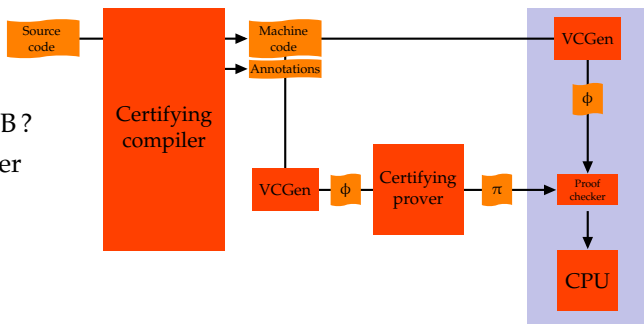 Source
code
Machine
code
VCGen
Annotations
ϕ
B ?
er
Certifying
compiler
VCGen
ϕ
Certifying
prover
π
Proof
checker
CPU